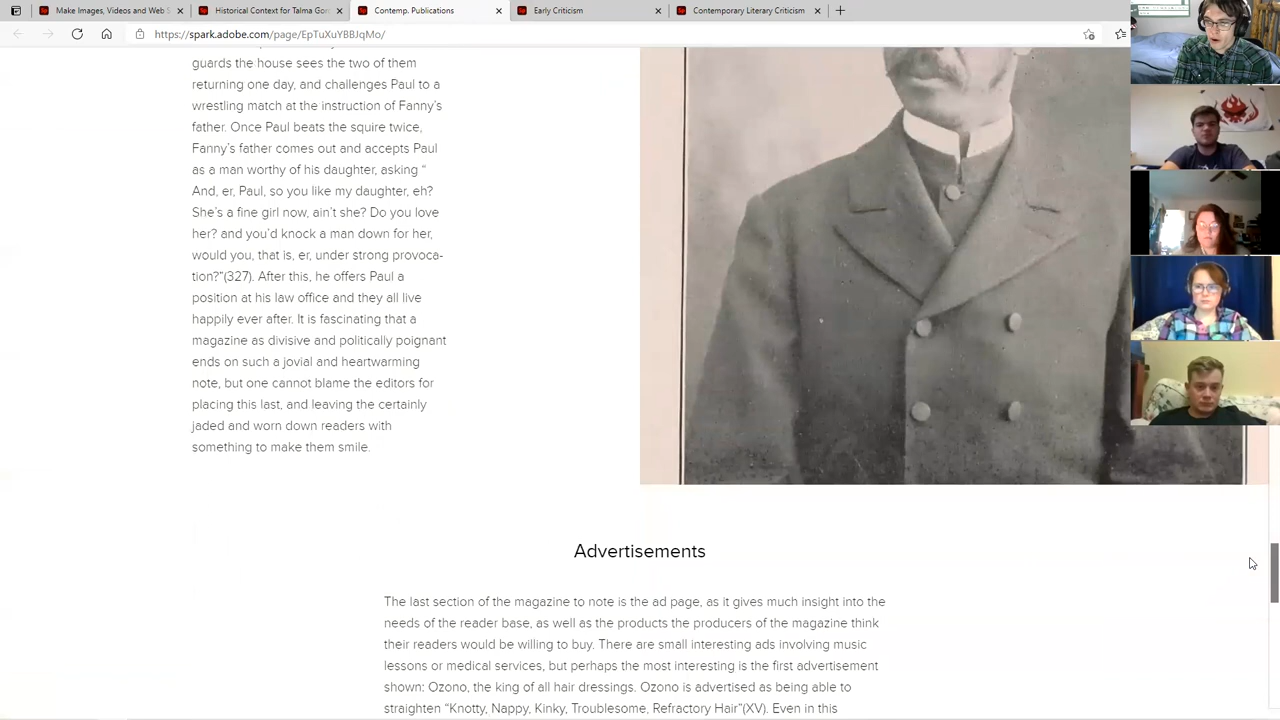 Make Images, Videos and Web S
Historical Context for Talma Gor
Contemp. Publications
Early Criticism
Contemporary Literary Criticism
https://spark.adobe.com/page/EpTuXuYBBJqMo/
guards the house sees the two of them
returning one day, and challenges Paul to a
wrestling match at the instruction of Fanny's
father. Once Paul beats the squire twice,
Fanny's father comes out and accepts Paul
as a man worthy of his daughter, asking “
And, er, Paul, so you like my daughter, eh?
She's a fine girl now, ain't she? Do you love
her? and you'd knock a man down for her,
would you, that is, er, under strong provoca-
tion?”(327). After this, he offers Paul a
position at his law office and they all live
happily ever after. It is fascinating that a
magazine as divisive and politically poignant
ends on such a jovial and heartwarming
note, but one cannot blame the editors for
placing this last, and leaving the certainly
jaded and worn down readers with
something to make them smile.
Advertisements
The last section of the magazine to note is the ad page, as it gives much insight into the
needs of the reader base, as well as the products the producers of the magazine think
their readers would be willing to buy. There are small interesting ads involving music
lessons or medical services, but perhaps the most interesting is the first advertisement
shown: Ozono, the king of all hair dressings. Ozono is advertised as being able to
straighten “Knotty, Nappy, Kinky, Troublesome, Refractory Hair”(XV). Even in this